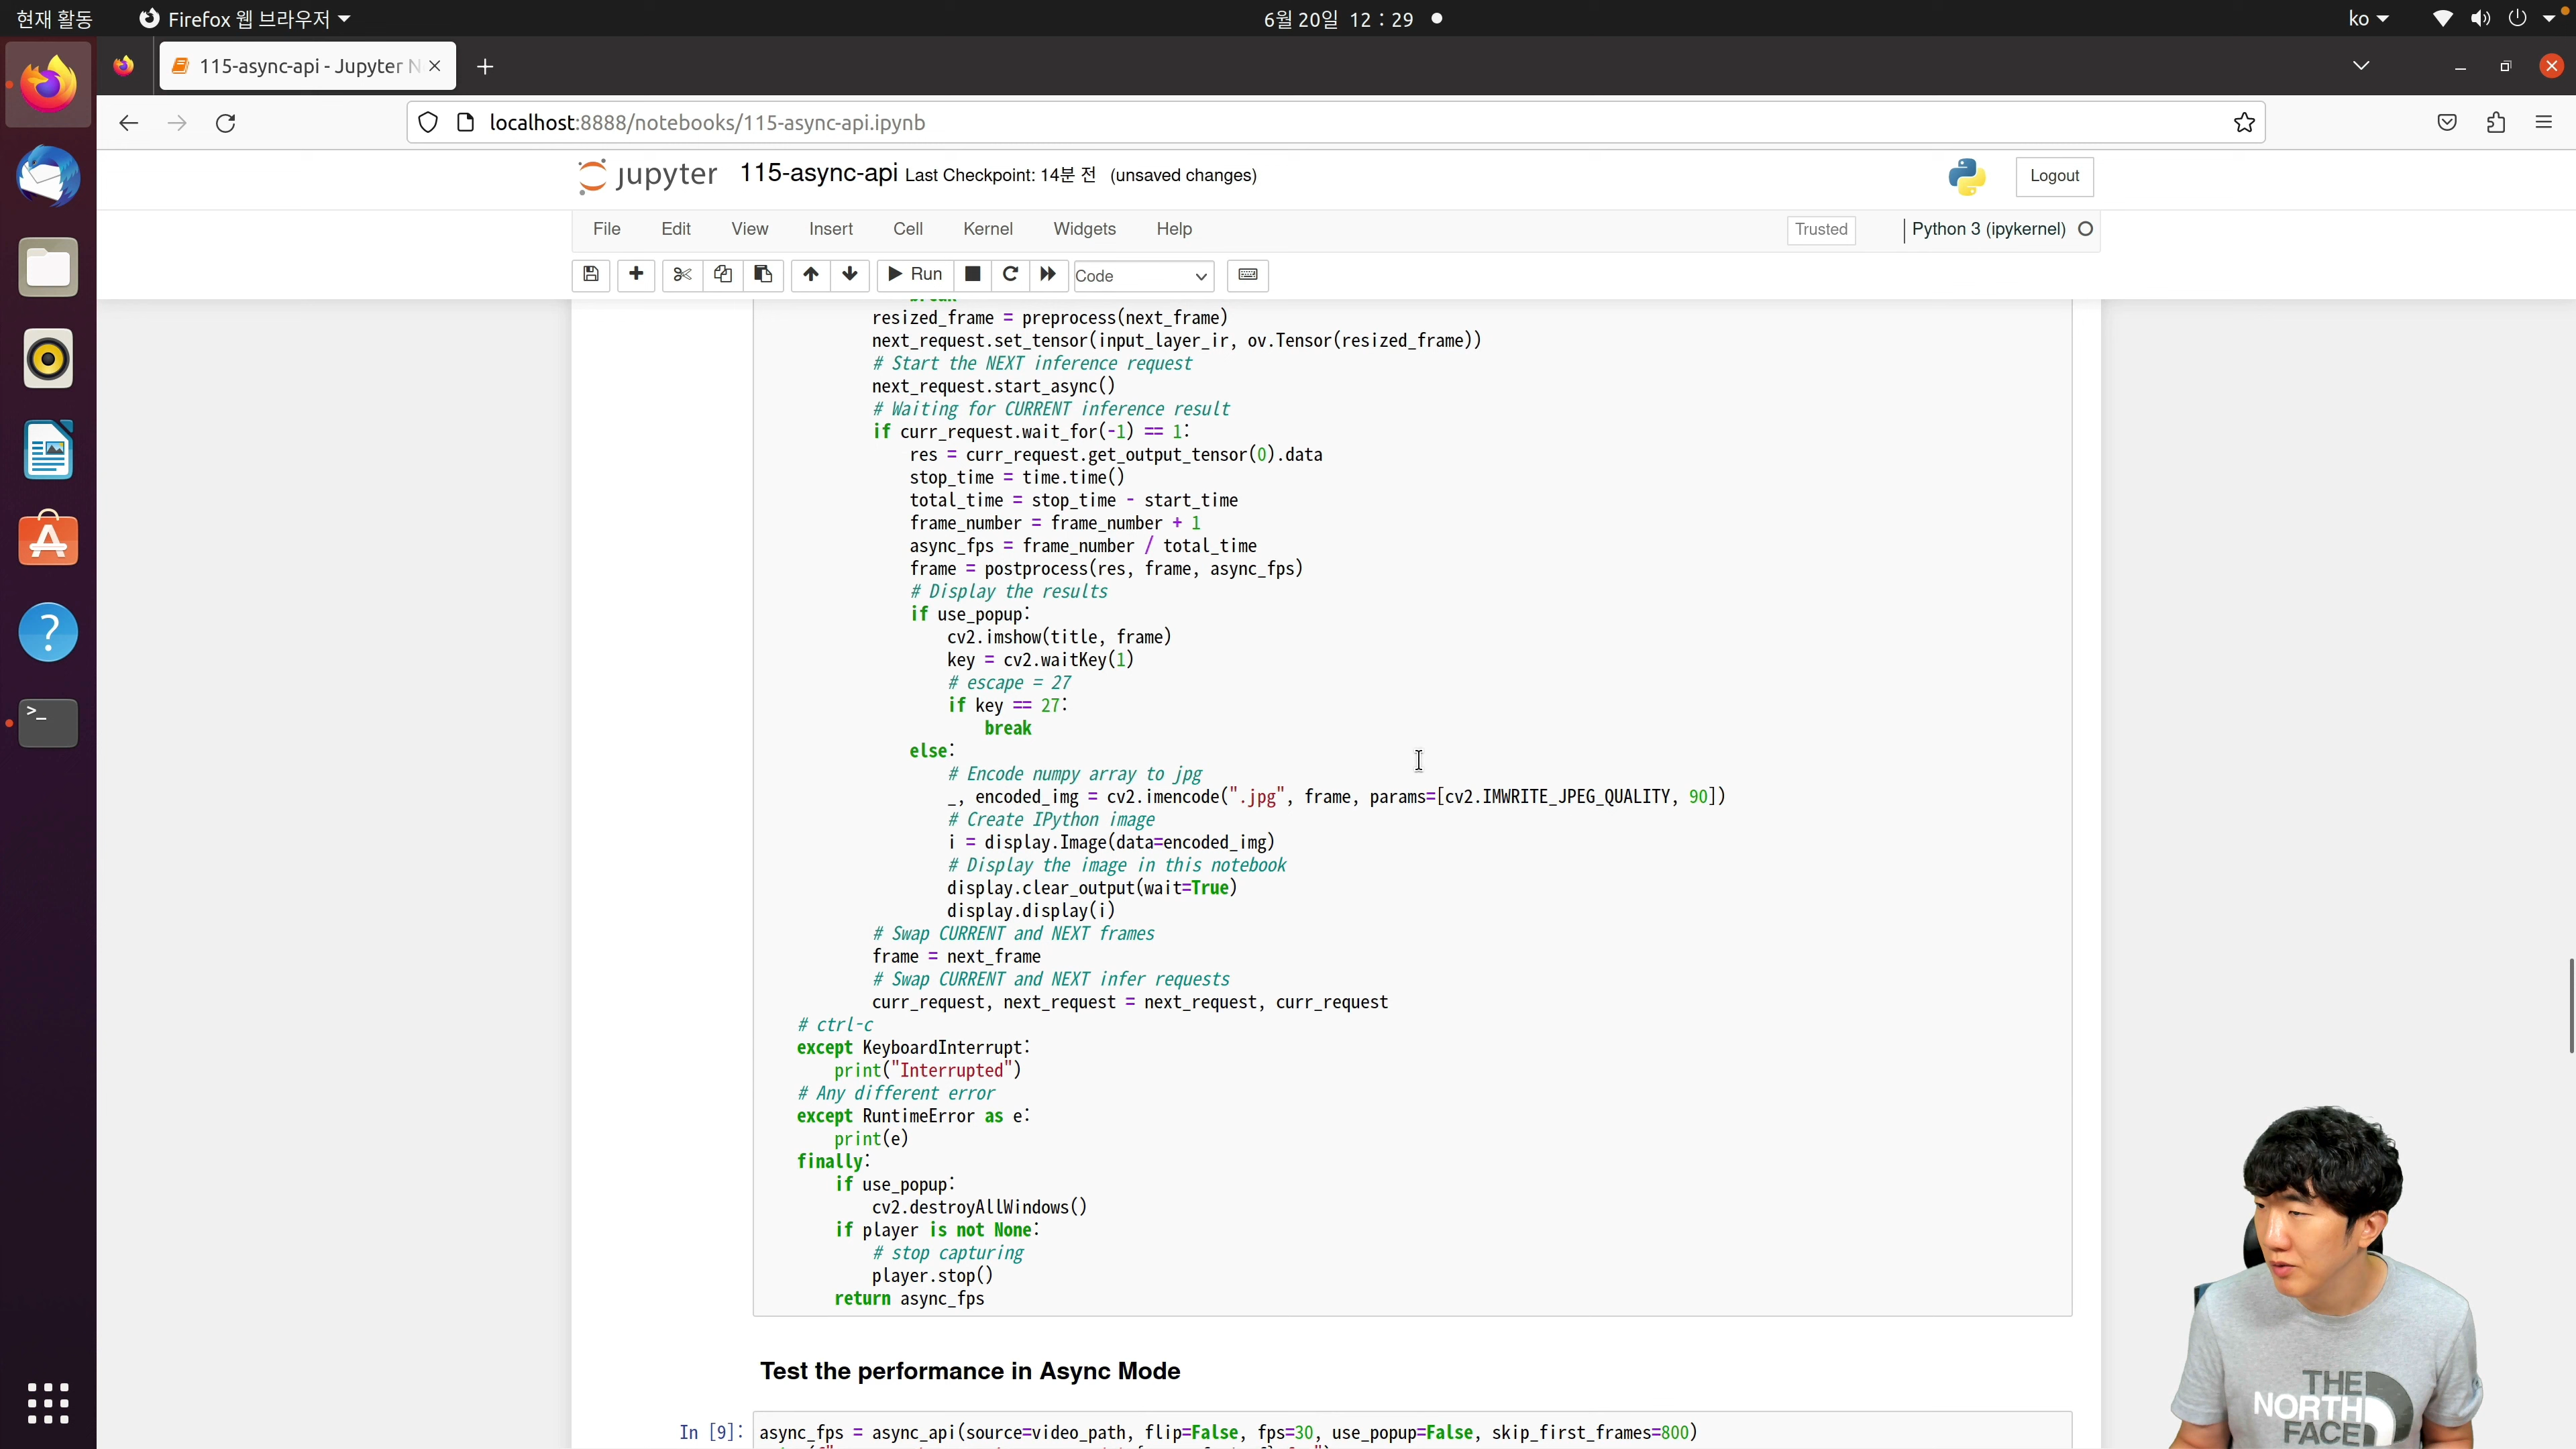 현재 활동
Firefox 웹 브라우저
6월 20일 12 : 29
ko
115-async-api - Jupyter N
localhost:8888/notebooks/115-async-api.ipynb
jupyter 115-async-api Last Checkpoint: 14분 전 (unsaved changes)
Logout
File Edit View Insert Cell Kernel Widgets Help
Trusted
Python 3 (ipykernel)
Run
Code
break
resized_frame = preprocess(next_frame)
next_request.set_tensor(input_layer_ir, ov.Tensor(resized_frame))
# Start the NEXT inference request
next_request.start_async()
# Waiting for CURRENT inference result
if curr_request.wait_for(-1) == 1:
res = curr_request.get_output_tensor(0).data
stop_time = time.time()
total_time = stop_time - start_time
frame_number = frame_number + 1
async_fps = frame_number / total_time
frame = postprocess(res, frame, async_fps)
# Display the results
if use_popup:
cv2.imshow(title, frame)
key = cv2.waitKey(1)
# escape = 27
if key == 27:
break
else:
# Encode numpy array to jpg
_, encoded_img = cv2.imencode(".jpg", frame, params=[cv2.IMWRITE_JPEG_QUALITY, 90])
# Create IPython image
i = display.Image(data=encoded_img)
# Display the image in this notebook
display.clear_output(wait=True)
display.display(i)
# Swap CURRENT and NEXT frames
frame = next_frame
# Swap CURRENT and NEXT infer requests
curr_request, next_request = next_request, curr_request
# ctrl-c
except KeyboardInterrupt:
print("Interrupted")
# Any different error
except RuntimeError as e:
print(e)
finally:
if use_popup:
cv2.destroyAllWindows()
if player is not None:
# stop capturing
player.stop()
return async_fps
Test the performance in Async Mode
In [9]: async_fps = async_api(source=video_path, flip=False, fps=30, use_popup=False, skip_first_frames=800)
THE
NORTH
FACE